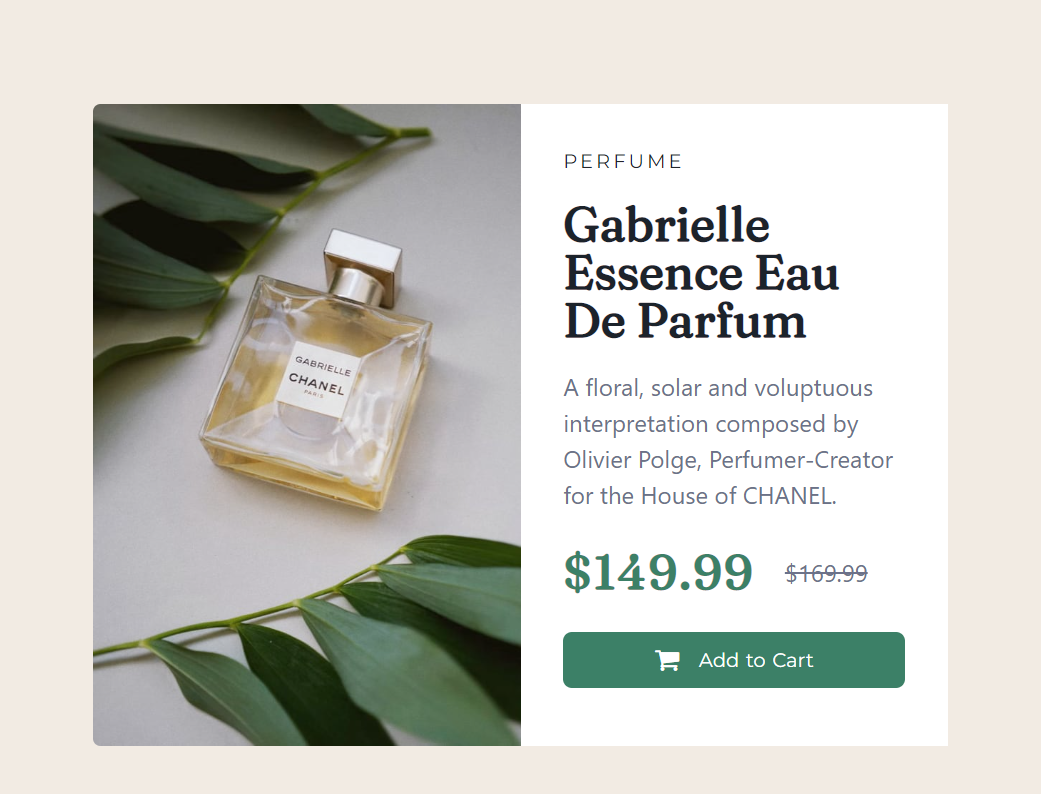 GABRIELLE
CHANEL
PARIS
PERFUME
Gabrielle
Essence Eau
De Parfum
A floral, solar and voluptuous
interpretation composed by
Olivier Polge, Perfumer-Creator
for the House of CHANEL.
$149.99 $169.99
Add to Cart